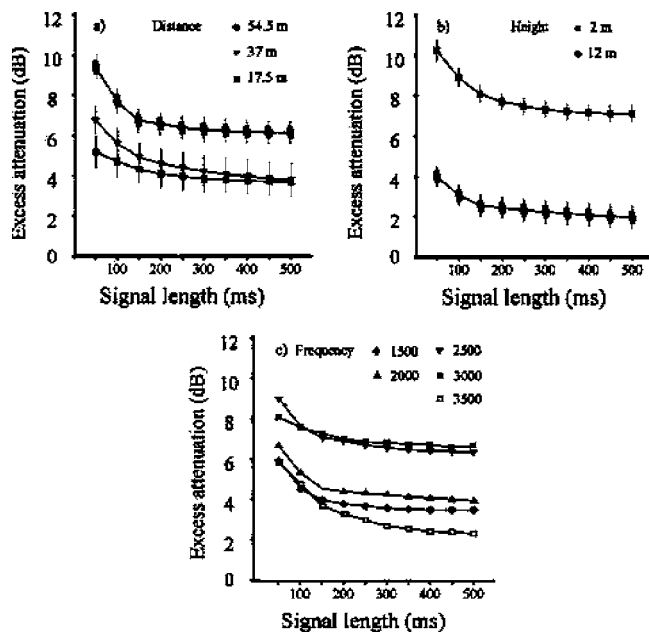 a) Distance
54.5 m
37 m
17.5 m
12
10
8
6
4
2
0
Excess attenuation (dB)
100 200 300 400 500
Signal length (ms)
b) Height
2 m
12 m
12
10
8
6
4
2
0
Excess attenuation (dB)
100 200 300 400 500
Signal length (ms)
c) Frequency
1500
2000
2500
3000
3500
12
10
8
6
4
2
0
Excess attenuation (dB)
100 200 300 400 500
Signal length (ms)